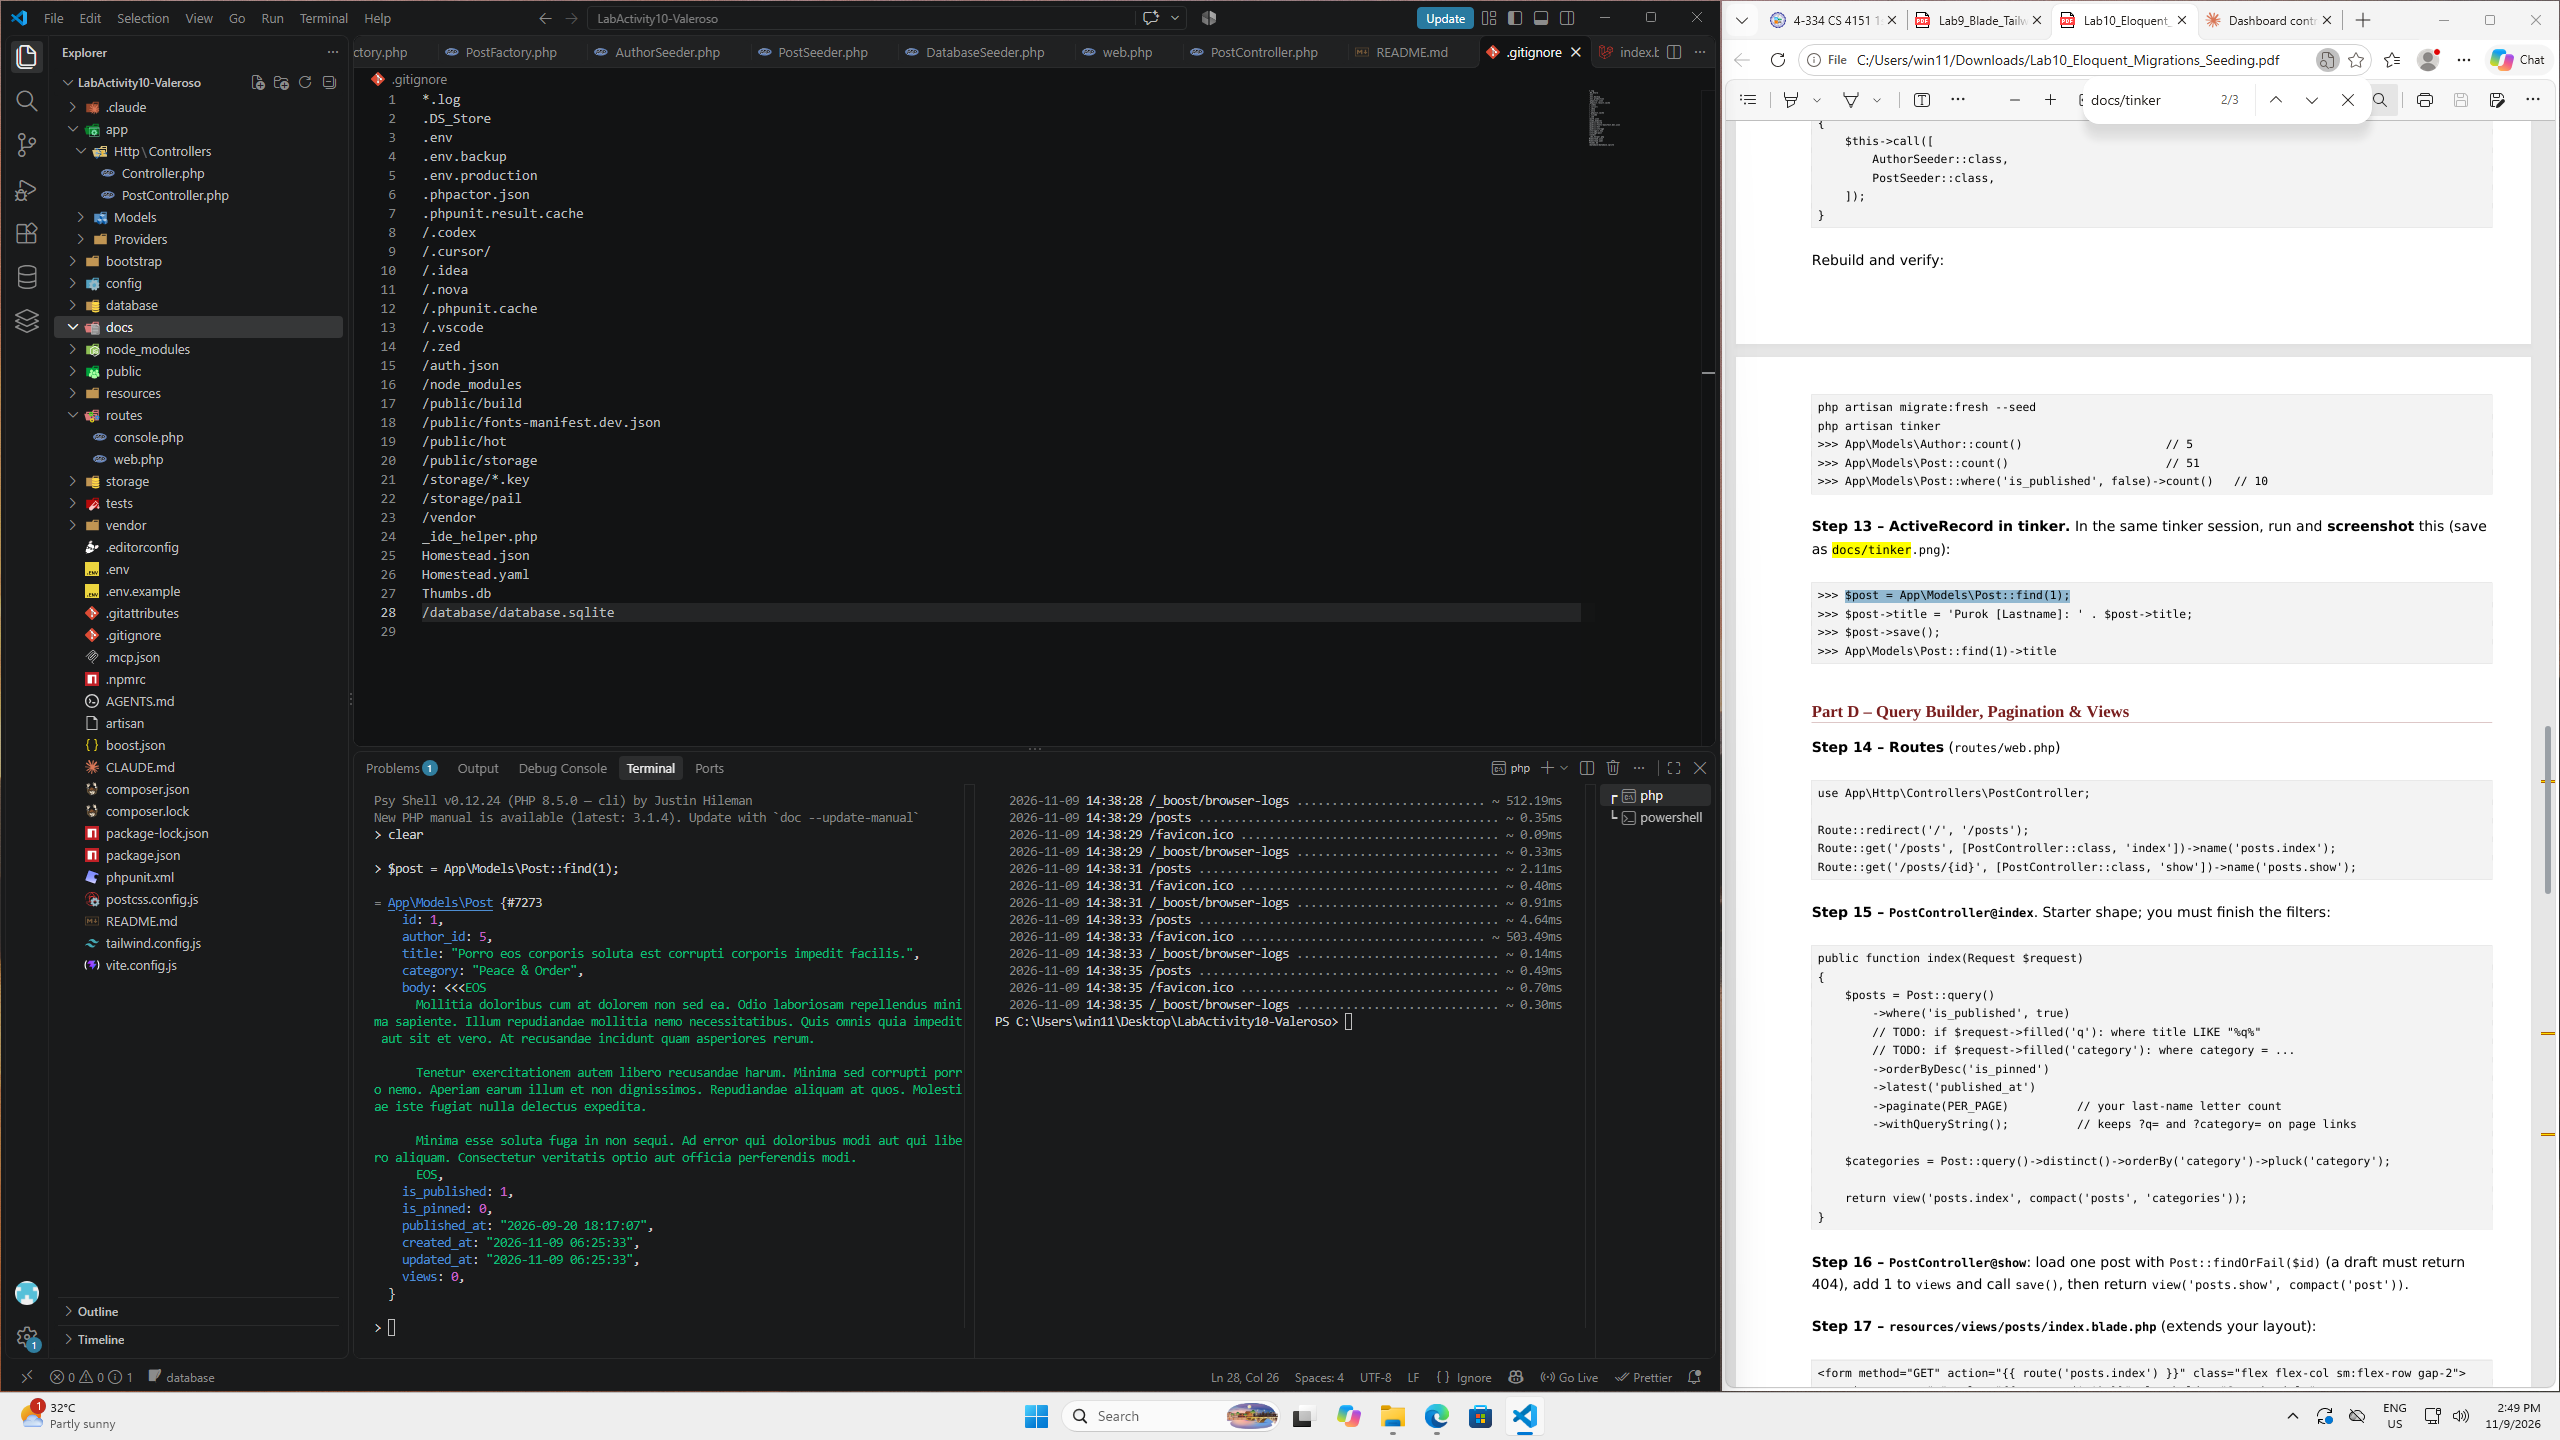 File Edit Selection View Go Run Terminal Help
LabActivity10-Valeroso
Update
Explorer
LabActivity10-Valeroso
.claude
app
Http\Controllers
Controller.php
PostController.php
Models
Providers
bootstrap
config
database
docs
node_modules
public
resources
routes
console.php
web.php
storage
tests
vendor
.editorconfig
.env
.env.example
.gitattributes
.gitignore
.mcp.json
.npmrc
AGENTS.md
artisan
boost.json
CLAUDE.md
composer.json
composer.lock
package-lock.json
package.json
phpunit.xml
postcss.config.js
README.md
tailwind.config.js
vite.config.js
Outline
Timeline
ctory.php PostFactory.php AuthorSeeder.php PostSeeder.php DatabaseSeeder.php web.php PostController.php README.md .gitignore index.b
.gitignore
1 *.log
2 .DS_Store
3 .env
4 .env.backup
5 .env.production
6 .phpactor.json
7 .phpunit.result.cache
8 /.codex
9 /.cursor/
10 /.idea
11 /.nova
12 /.phpunit.cache
13 /.vscode
14 /.zed
15 /auth.json
16 /node_modules
17 /public/build
18 /public/fonts-manifest.dev.json
19 /public/hot
20 /public/storage
21 /storage/*.key
22 /storage/pail
23 /vendor
24 _ide_helper.php
25 Homestead.json
26 Homestead.yaml
27 Thumbs.db
28 /database/database.sqlite
29
Problems 1 Output Debug Console Terminal Ports
php
Psy Shell v0.12.24 (PHP 8.5.0 — cli) by Justin Hileman
New PHP manual is available (latest: 3.1.4). Update with `doc --update-manual`
> clear
> $post = App\Models\Post::find(1);
= App\Models\Post {#7273
id: 1,
author_id: 5,
title: "Porro eos corporis soluta est corrupti corporis impedit facilis.",
category: "Peace & Order",
body: <<<EOS
Mollitia doloribus cum at dolorem non sed ea. Odio laboriosam repellendus mini
ma sapiente. Illum repudiandae mollitia nemo necessitatibus. Quis omnis quia impedit
aut sit et vero. At recusandae incidunt quam asperiores rerum.
Tenetur exercitationem autem libero recusandae harum. Minima sed corrupti porr
o nemo. Aperiam earum illum et non dignissimos. Repudiandae aliquam at quos. Molesti
ae iste fugiat nulla delectus expedita.
Minima esse soluta fuga in non sequi. Ad error qui doloribus modi aut qui libe
ro aliquam. Consectetur veritatis optio aut officia perferendis modi.
EOS,
is_published: 1,
is_pinned: 0,
published_at: "2026-09-20 18:17:07",
created_at: "2026-11-09 06:25:33",
updated_at: "2026-11-09 06:25:33",
views: 0,
}
>
2026-11-09 14:38:28 /_boost/browser-logs .......................... ~ 512.19ms
2026-11-09 14:38:29 /posts ........................................ ~ 0.35ms
2026-11-09 14:38:29 /favicon.ico .................................. ~ 0.09ms
2026-11-09 14:38:29 /_boost/browser-logs ........................... ~ 0.33ms
2026-11-09 14:38:31 /posts ........................................ ~ 2.11ms
2026-11-09 14:38:31 /favicon.ico .................................. ~ 0.40ms
2026-11-09 14:38:31 /_boost/browser-logs ........................... ~ 0.91ms
2026-11-09 14:38:33 /posts ........................................ ~ 4.64ms
2026-11-09 14:38:33 /favicon.ico .................................. ~ 503.49ms
2026-11-09 14:38:33 /_boost/browser-logs ........................... ~ 0.14ms
2026-11-09 14:38:35 /posts ........................................ ~ 0.49ms
2026-11-09 14:38:35 /favicon.ico .................................. ~ 0.70ms
2026-11-09 14:38:35 /_boost/browser-logs ........................... ~ 0.30ms
PS C:\Users\win11\Desktop\LabActivity10-Valeroso>
php
powershell
0 0 1 database
Ln 28, Col 26 Spaces: 4 UTF-8 LF { } Ignore Go Live Prettier
4-334 CS 4151 1 Lab9_Blade_Tailw Lab10_Eloquent_ Dashboard cont
File C:/Users/win11/Downloads/Lab10_Eloquent_Migrations_Seeding.pdf
Chat
docs/tinker 2/3
{
$this->call([
AuthorSeeder::class,
PostSeeder::class,
]);
}
Rebuild and verify:
php artisan migrate:fresh --seed
php artisan tinker
>>> App\Models\Author::count() // 5
>>> App\Models\Post::count() // 51
>>> App\Models\Post::where('is_published', false)->count() // 10
Step 13 – ActiveRecord in tinker. In the same tinker session, run and screenshot this (save
as docs/tinker.png):
>>> $post = App\Models\Post::find(1);
>>> $post->title = 'Purok [Lastname]: ' . $post->title;
>>> $post->save();
>>> App\Models\Post::find(1)->title
Part D – Query Builder, Pagination & Views
Step 14 – Routes (routes/web.php)
use App\Http\Controllers\PostController;
Route::redirect('/', '/posts');
Route::get('/posts', [PostController::class, 'index'])->name('posts.index');
Route::get('/posts/{id}', [PostController::class, 'show'])->name('posts.show');
Step 15 – PostController@index. Starter shape; you must finish the filters:
public function index(Request $request)
{
$posts = Post::query()
->where('is_published', true)
// TODO: if $request->filled('q'): where title LIKE "%q%"
// TODO: if $request->filled('category'): where category = ...
->orderByDesc('is_pinned')
->latest('published_at')
->paginate(PER_PAGE) // your last-name letter count
->withQueryString(); // keeps ?q= and ?category= on page links
$categories = Post::query()->distinct()->orderBy('category')->pluck('category');
return view('posts.index', compact('posts', 'categories'));
}
Step 16 – PostController@show: load one post with Post::findOrFail($id) (a draft must return
404), add 1 to views and call save(), then return view('posts.show', compact('post')).
Step 17 – resources/views/posts/index.blade.php (extends your layout):
<form method="GET" action="{{ route('posts.index') }}" class="flex flex-col sm:flex-row gap-2">
1
32°C
Partly sunny
Search
ENG
US
2:49 PM
11/9/2026